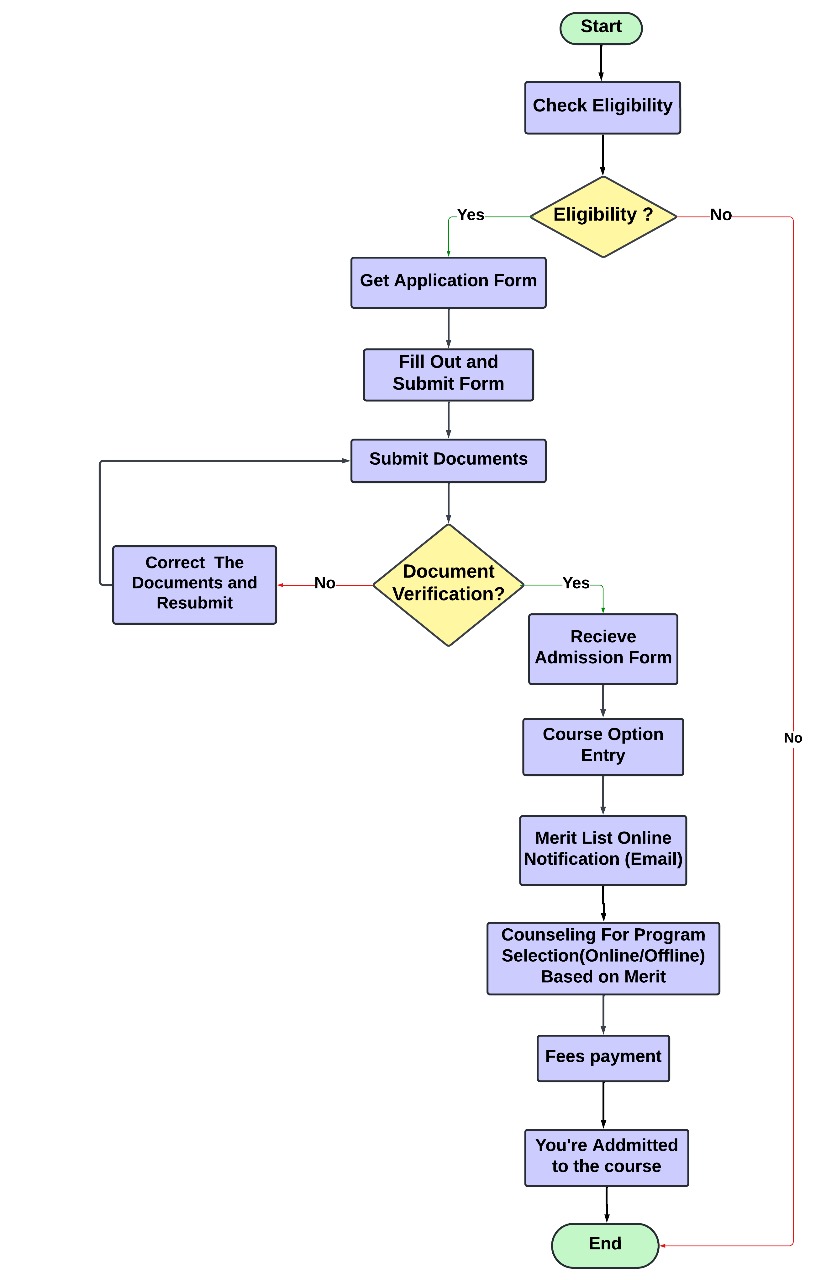 Start
Check Eligibility
Eligibility ?
Yes
No
Get Application Form
Fill Out and
Submit Form
Submit Documents
Document
Verification?
No
Yes
Correct The
Documents and
Resubmit
Recieve
Admission Form
Course Option
Entry
No
Merit List Online
Notification (Email)
Counseling For Program
Selection(Online/Offline)
Based on Merit
Fees payment
You're Addmitted
to the course
End